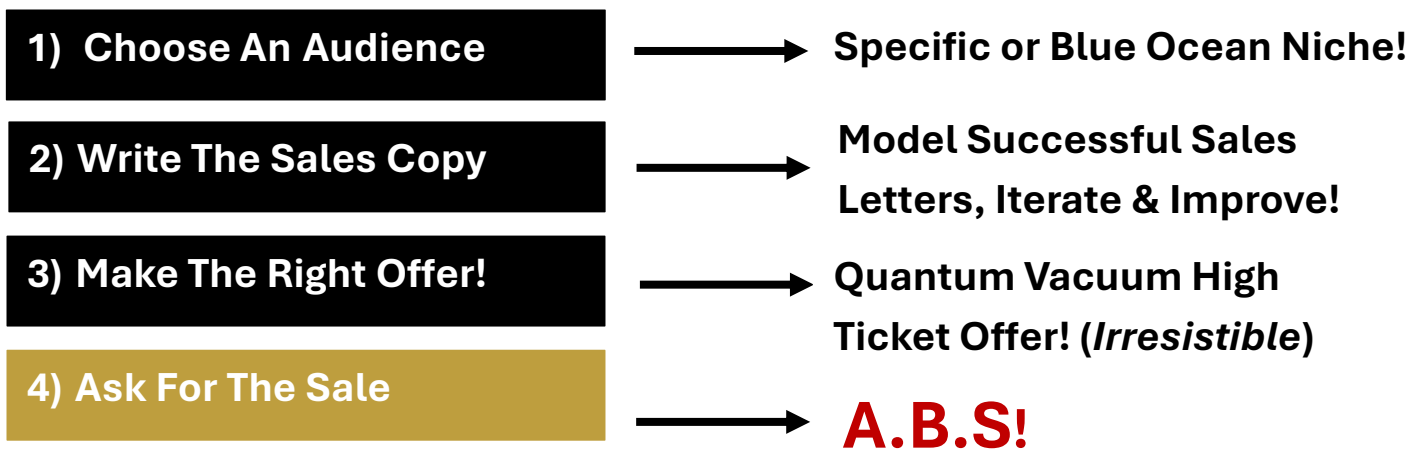 1) Choose An Audience
Specific or Blue Ocean Niche!
2) Write The Sales Copy
Model Successful Sales
Letters, Iterate & Improve!
3) Make The Right Offer!
Quantum Vacuum High
Ticket Offer! (Irresistible)
4) Ask For The Sale
A.B.S!